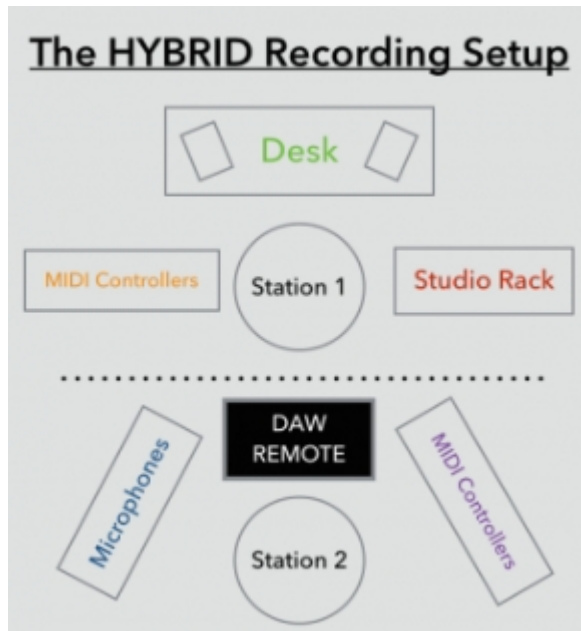 The HYBRID Recording Setup
Desk
MIDI Controllers
Station 1
Studio Rack
DAW
REMOTE
Microphones
MIDI Controllers
Station 2